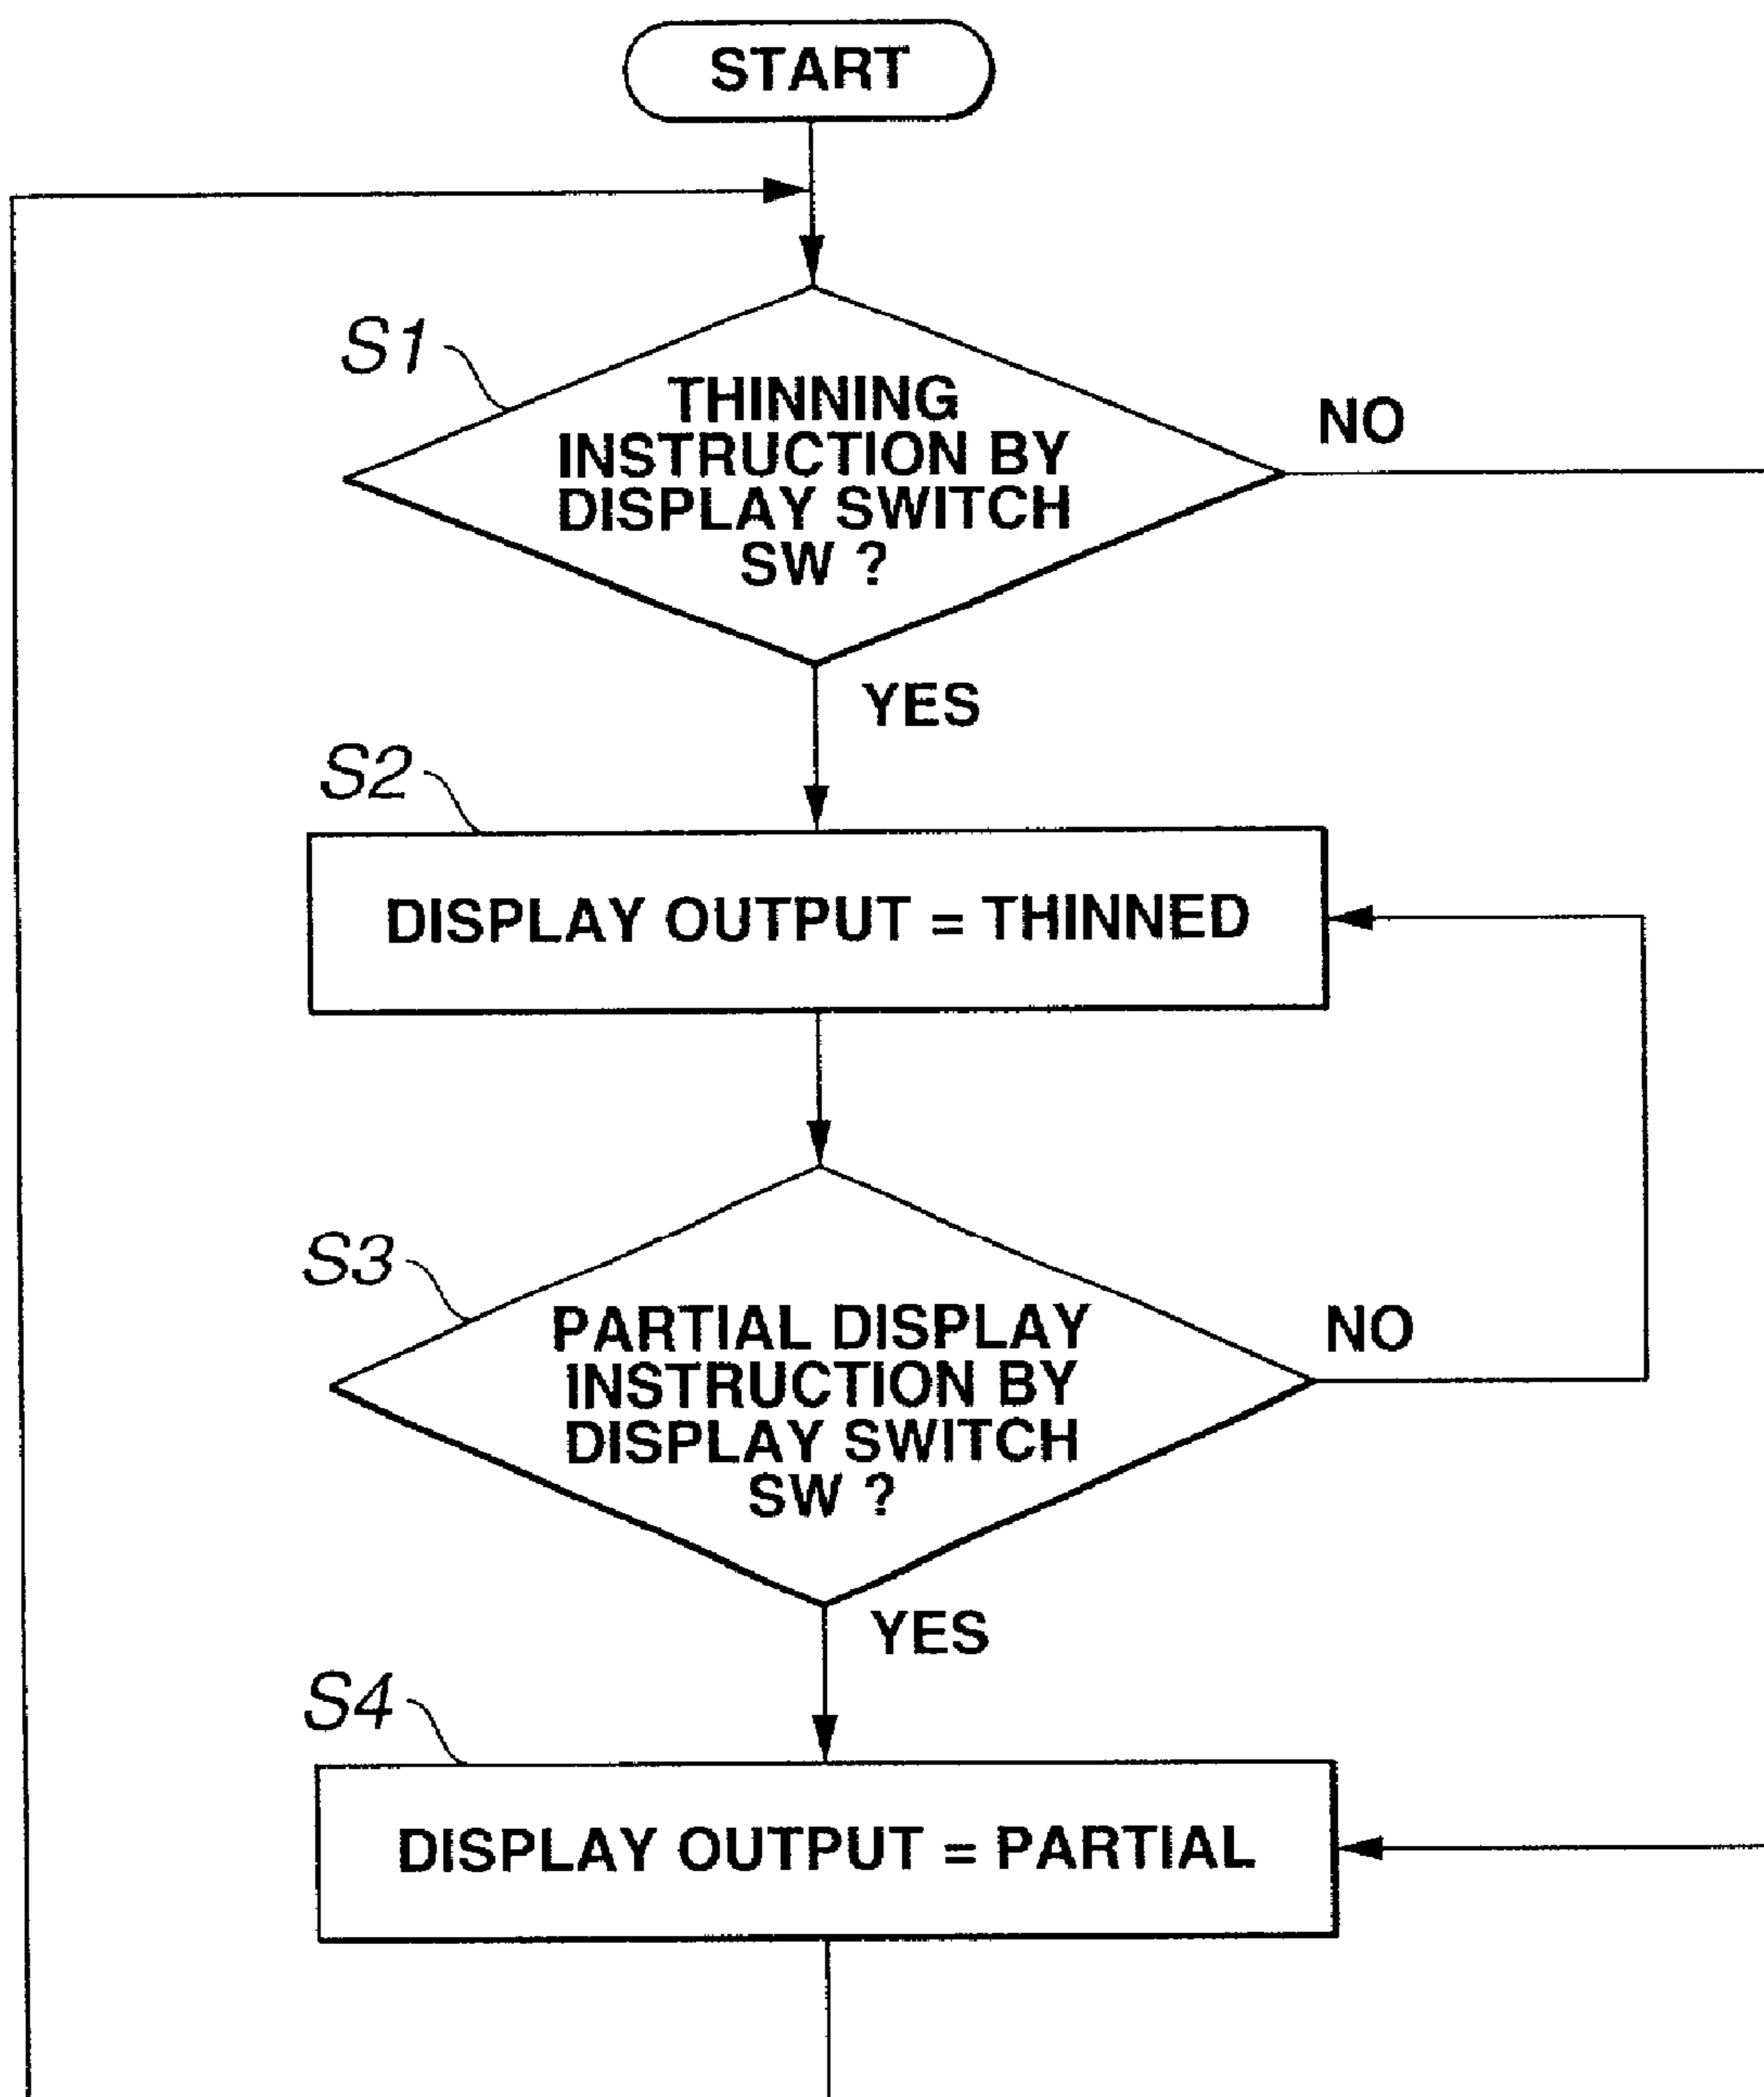 START
S1
THINNING
INSTRUCTION BY
DISPLAY SWITCH
SW ?
NO
YES
S2
DISPLAY OUTPUT = THINNED
S3
PARTIAL DISPLAY
INSTRUCTION BY
DISPLAY SWITCH
SW ?
NO
YES
S4
DISPLAY OUTPUT = PARTIAL